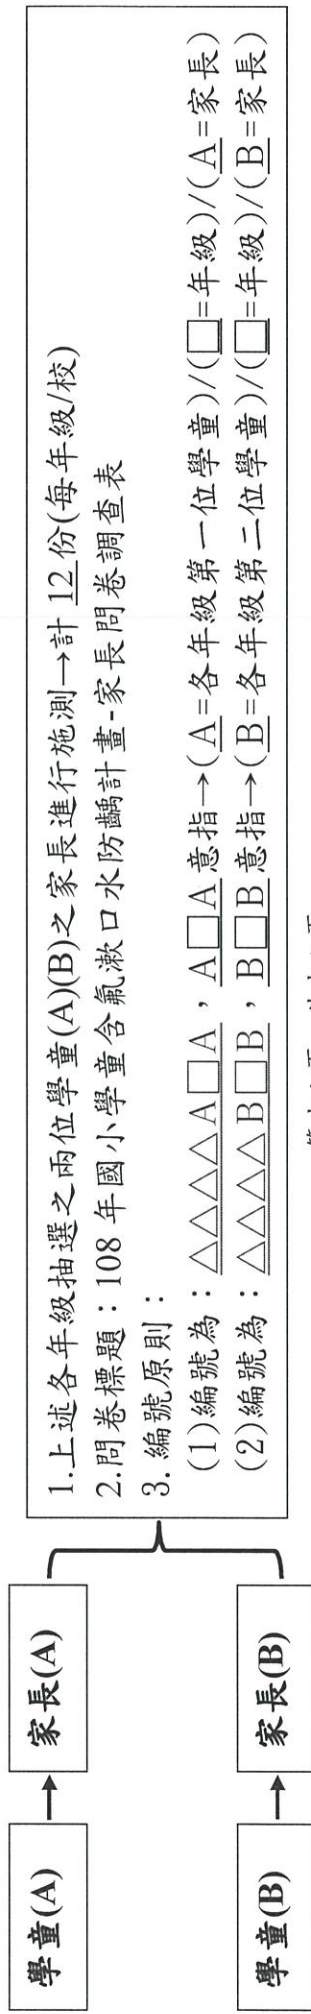 學童(A)
家長(A)
學童(B)
家長(B)
1.上述各年級抽選之兩位學童(A)(B)之家長進行施測→計 12 份(每年級/校)
2.問卷標題：108 年國小學童含氟漱口水防齲計畫-家長問卷調查表
3. 編號原則：
(1)編號為：△△△△A□A，A□A意指→(A=各年級第一位學童)/(□=年級)/(A=家長)
(2)編號為：△△△△B□B，B□B意指→(B=各年級第二位學童)/(□=年級)/(B=家長)